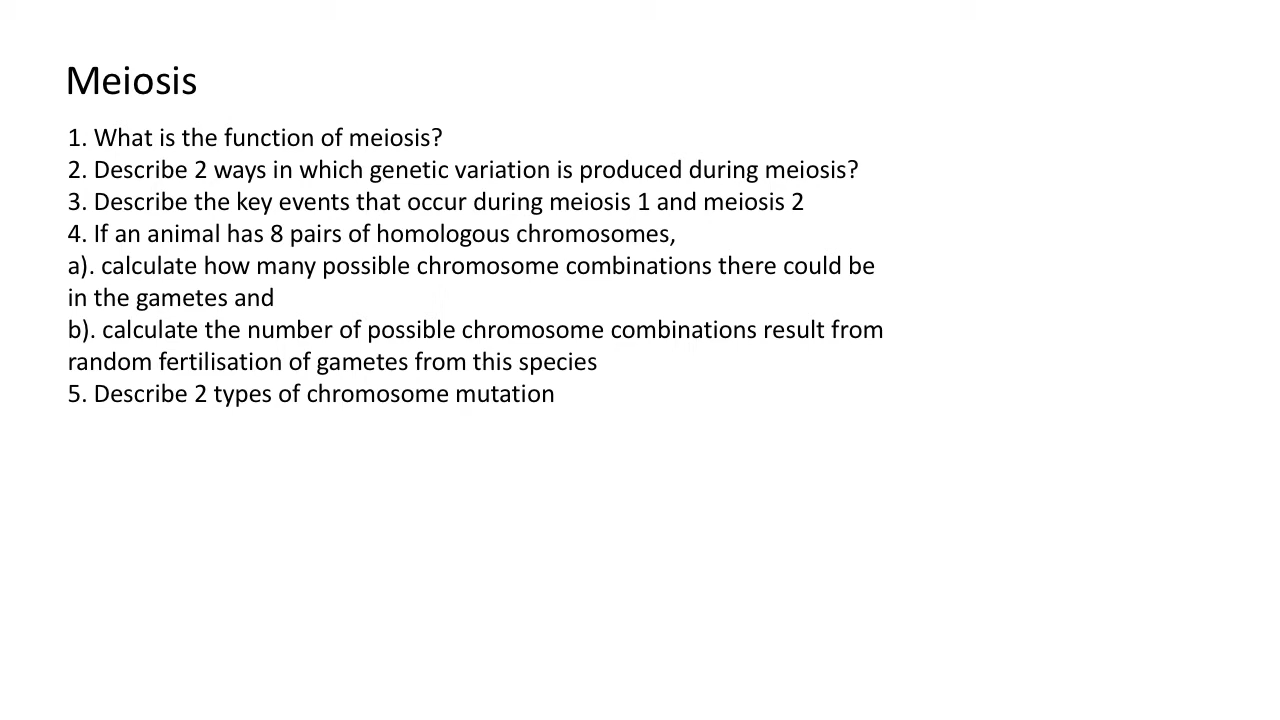 Meiosis
1. What is the function of meiosis?
2. Describe 2 ways in which genetic variation is produced during meiosis?
3. Describe the key events that occur during meiosis 1 and meiosis 2
4. If an animal has 8 pairs of homologous chromosomes,
a). calculate how many possible chromosome combinations there could be
in the gametes and
b). calculate the number of possible chromosome combinations result from
random fertilisation of gametes from this species
5. Describe 2 types of chromosome mutation